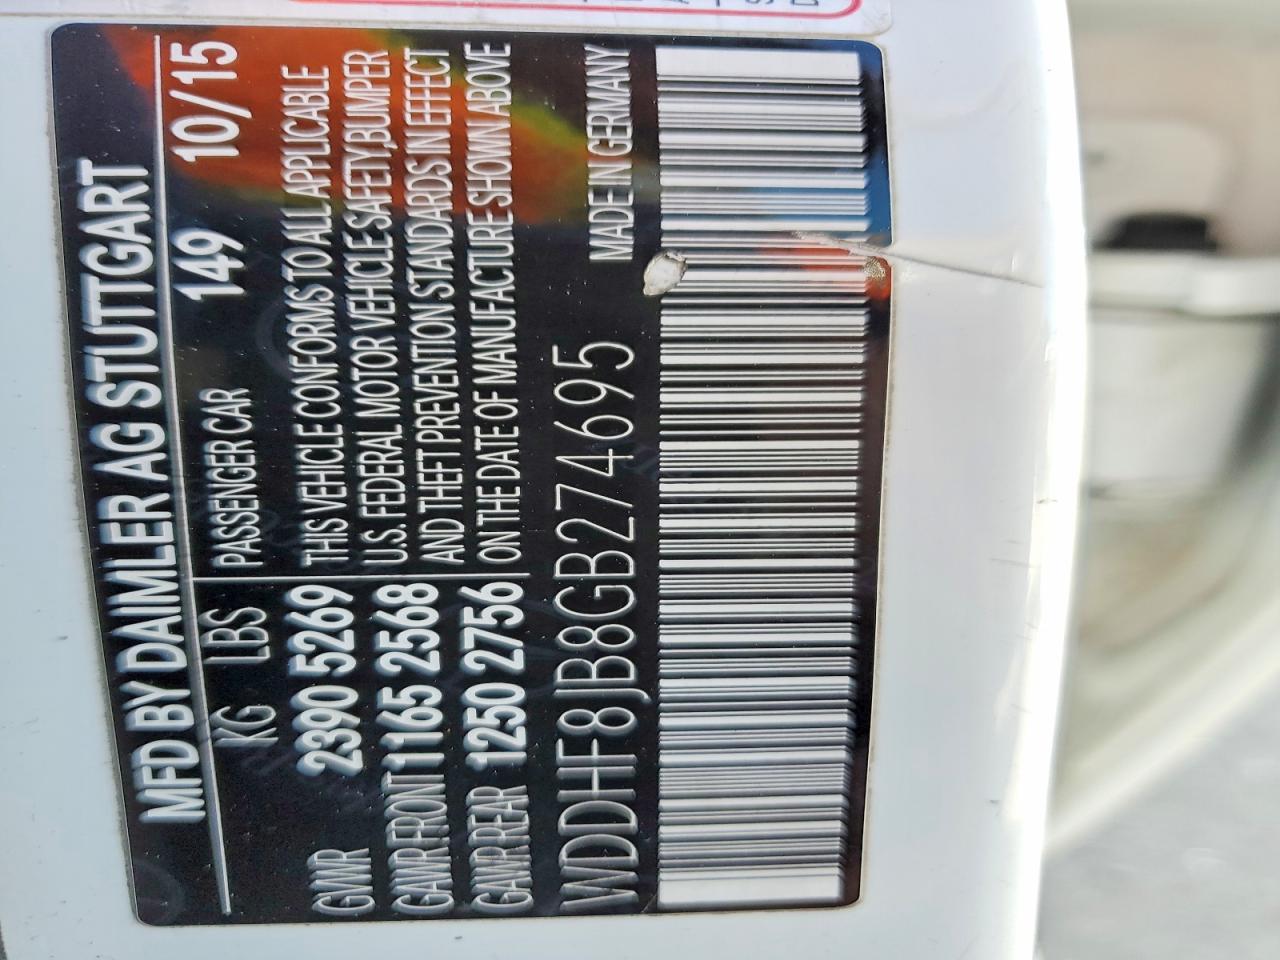 MFD BY DAIMLER AG STUTTGART
149 10/15
KG LBS PASSENGER CAR
GVWR 2390 5269 THIS VEHICLE CONFORMS TO ALL APPLICABLE
GAWR FRONT 1165 2568 U.S. FEDERAL MOTOR VEHICLE SAFETY,BUMPER
GAWR REAR 1250 2756 AND THEFT PREVENTION STANDARDS IN EFFECT
ON THE DATE OF MANUFACTURE SHOWN ABOVE
WDDHF8JB8GB274695 MADE IN GERMANY